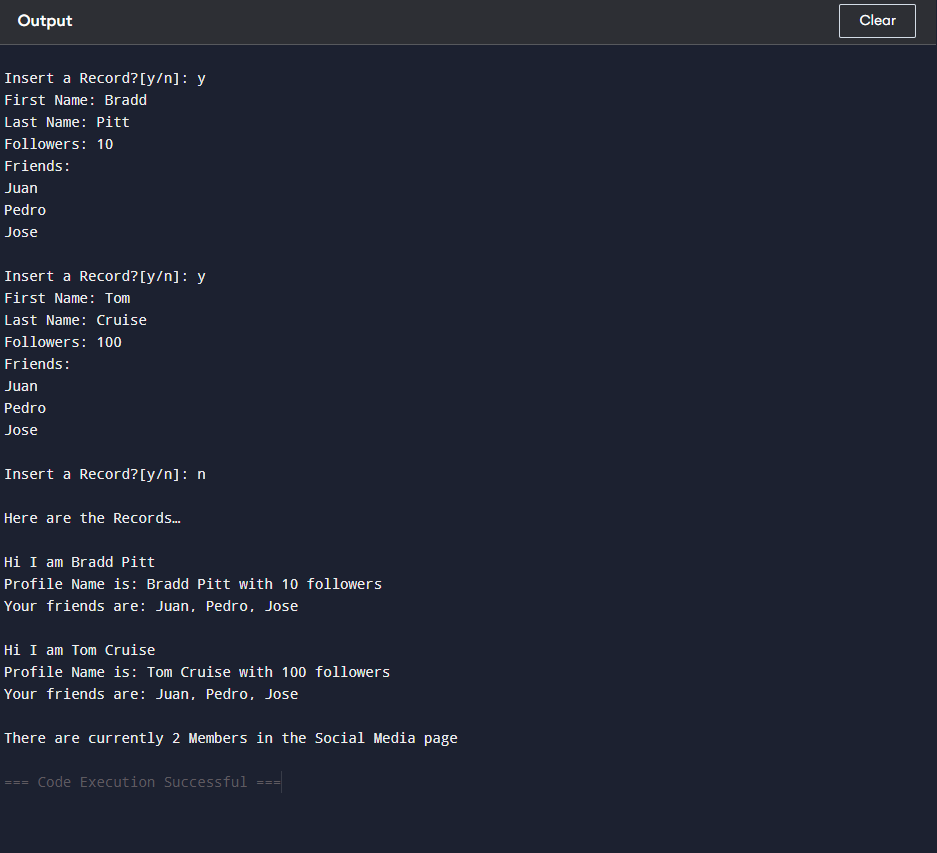 Output
Clear
Insert a Record?[y/n]: y
First Name: Bradd
Last Name: Pitt
Followers: 10
Friends:
Juan
Pedro
Jose
Insert a Record?[y/n]: y
First Name: Tom
Last Name: Cruise
Followers: 100
Friends:
Juan
Pedro
Jose
Insert a Record?[y/n]: n
Here are the Records…
Hi I am Bradd Pitt
Profile Name is: Bradd Pitt with 10 followers
Your friends are: Juan, Pedro, Jose
Hi I am Tom Cruise
Profile Name is: Tom Cruise with 100 followers
Your friends are: Juan, Pedro, Jose
There are currently 2 Members in the Social Media page
=== Code Execution Successful ===